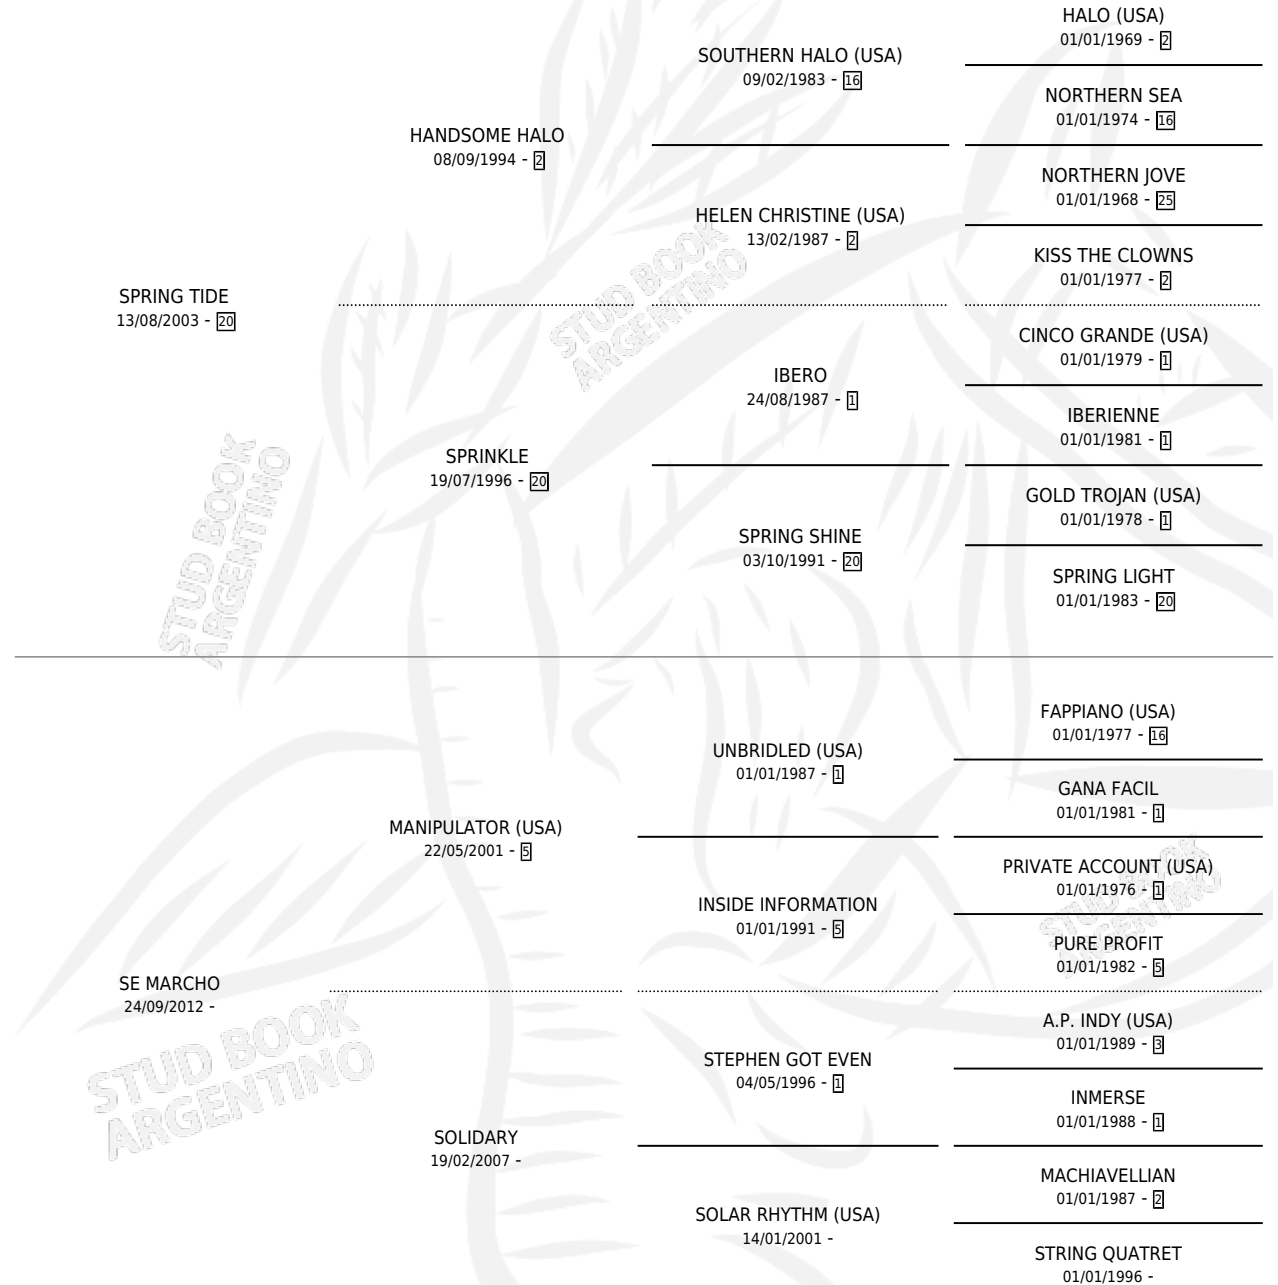 HALO (USA)
01/01/1969 - 2
SOUTHERN HALO (USA)
09/02/1983 - 16
NORTHERN SEA
01/01/1974 - 16
HANDSOME HALO
08/09/1994 - 2
NORTHERN JOVE
01/01/1968 - 25
HELEN CHRISTINE (USA)
13/02/1987 - 2
KISS THE CLOWNS
01/01/1977 - 2
SPRING TIDE
13/08/2003 - 20
STUD BOOK
ARGENTINO
CINCO GRANDE (USA)
01/01/1979 - 1
IBERO
24/08/1987 - 1
IBERIENNE
01/01/1981 - 1
SPRINKLE
19/07/1996 - 20
GOLD TROJAN (USA)
01/01/1978 - 1
SPRING SHINE
03/10/1991 - 20
SPRING LIGHT
01/01/1983 - 20
STUD BOOK
ARGENTINO
FAPPIANO (USA)
01/01/1977 - 16
UNBRIDLED (USA)
01/01/1987 - 1
GANA FACIL
01/01/1981 - 1
MANIPULATOR (USA)
22/05/2001 - 5
PRIVATE ACCOUNT (USA)
01/01/1976 - 1
INSIDE INFORMATION
01/01/1991 - 5
PURE PROFIT
01/01/1982 - 5
STUD BOOK
ARGENTINO
SE MARCHO
24/09/2012 -
A.P. INDY (USA)
01/01/1989 - 3
STEPHEN GOT EVEN
04/05/1996 - 1
INMERSE
01/01/1988 - 1
STUD BOOK
ARGENTINO
SOLIDARY
19/02/2007 -
MACHIAVELLIAN
01/01/1987 - 2
SOLAR RHYTHM (USA)
14/01/2001 -
STRING QUATRET
01/01/1996 -